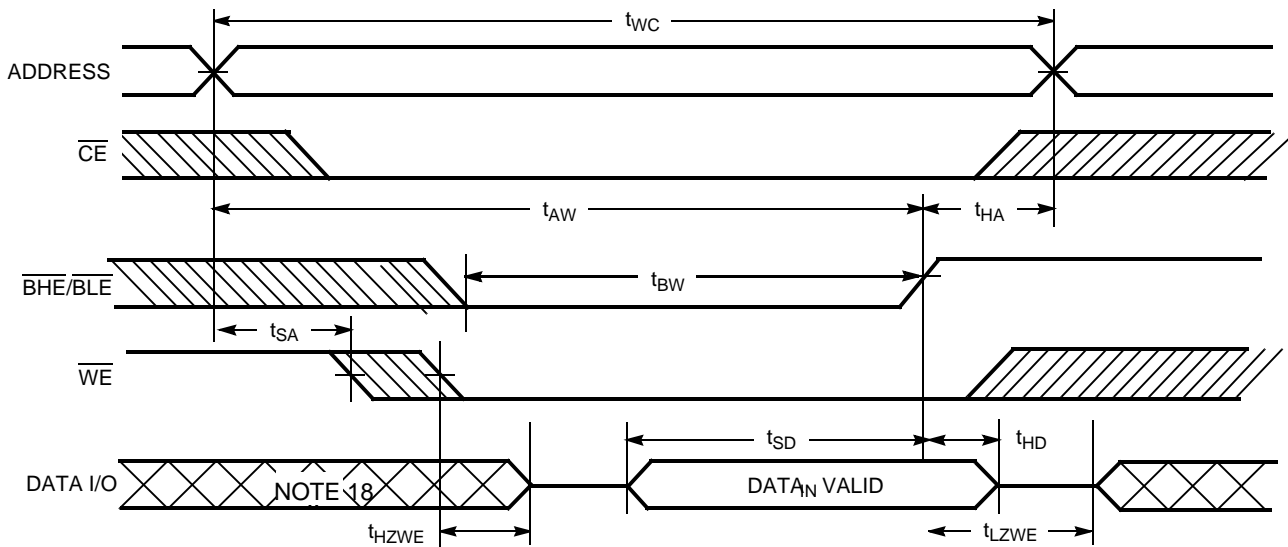 tWC
ADDRESS
CE
tAW
tHA
BHE/BLE
tBW
tSA
WE
tSD
tHD
DATA I/O
NOTE 18
DATAIN VALID
tHZWE
tLZWE